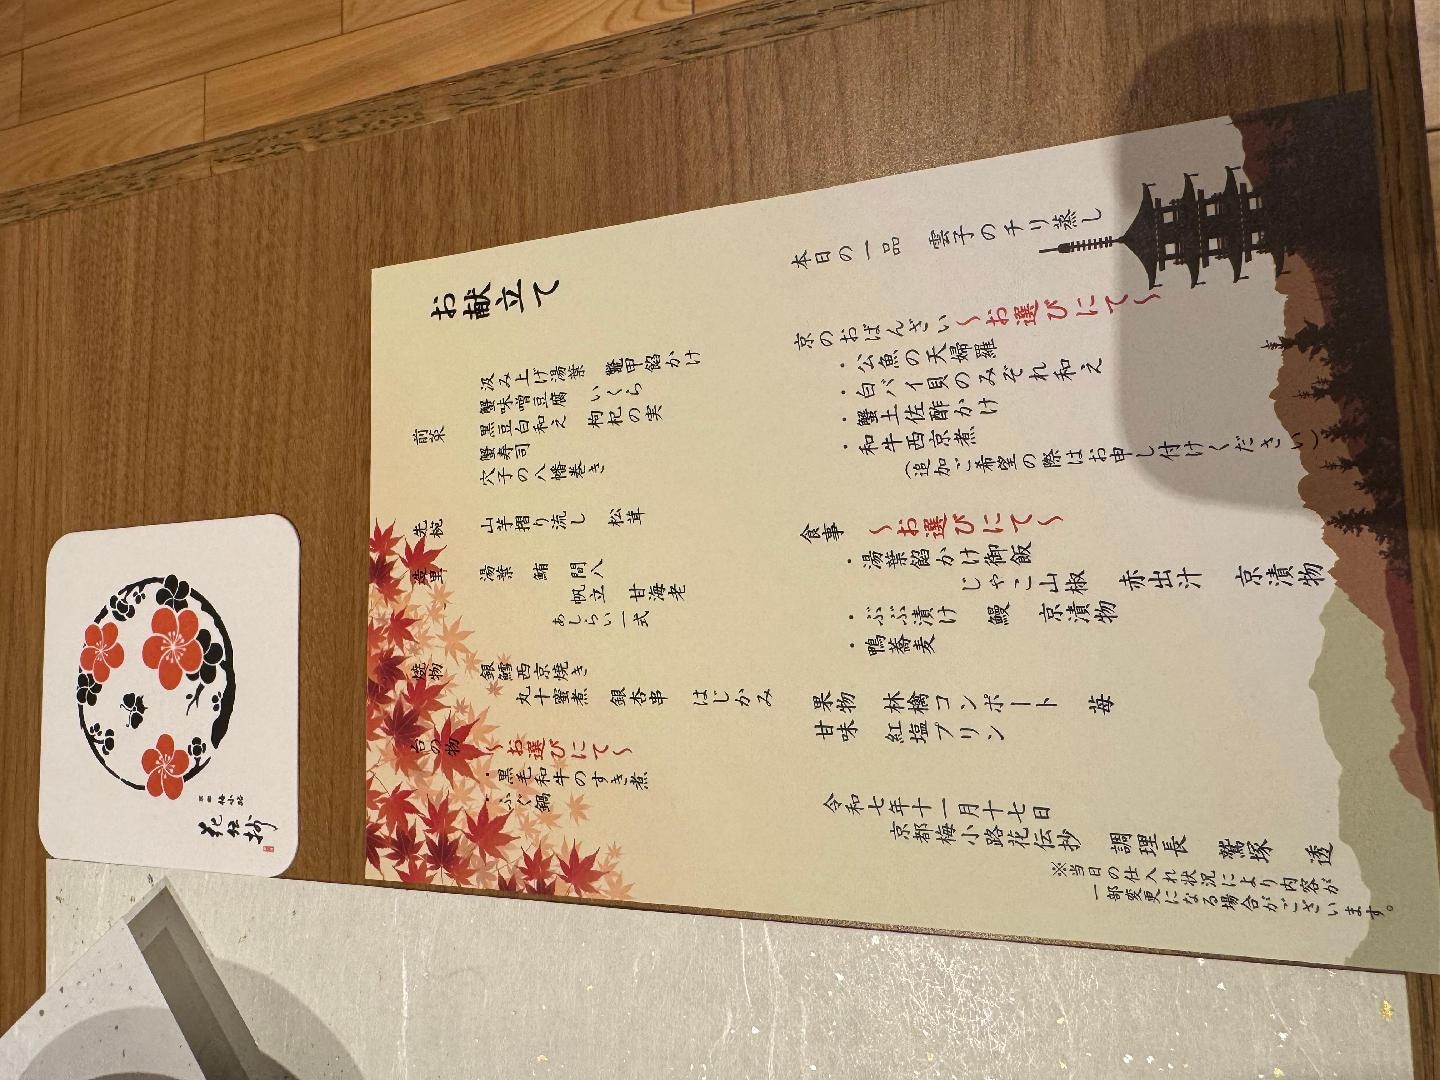 お献立て
前菜
汲み上げ湯葉　鼈甲餡かけ
蟹味噌豆腐　いくら
黒豆白和え　枸杞の実
蟹寿司
穴子の八幡巻き
先椀
山芋摺り流し　松茸
造里
湯葉　鮪　間八
帆立　甘海老
あしらい一式
焼物
銀鱈西京焼き
丸十蜜煮　銀杏串　はじかみ
台の物
〜お選びにて〜
・黒毛和牛のすき煮
・ふぐ鍋
本日の一品　雲子のチリ蒸し
京のおばんざい〜お選びにて〜
・公魚の天婦羅
・白バイ貝のみぞれ和え
・蟹土佐酢かけ
・和牛西京煮
（追加ご希望の際はお申し付けください）
食事　〜お選びにて〜
・湯葉餡かけ御飯
じゃこ山椒　赤出汁　京漬物
・ぶぶ漬け　鰻　京漬物
・鴨蕎麦
果物　林檎コンポート　苺
甘味　紅塩プリン
令和七年十一月十七日
京都梅小路花伝抄　調理長　鷲塚　透
※当日の仕入れ状況により内容が
一部変更になる場合がございます。
京都 梅小路
花伝抄